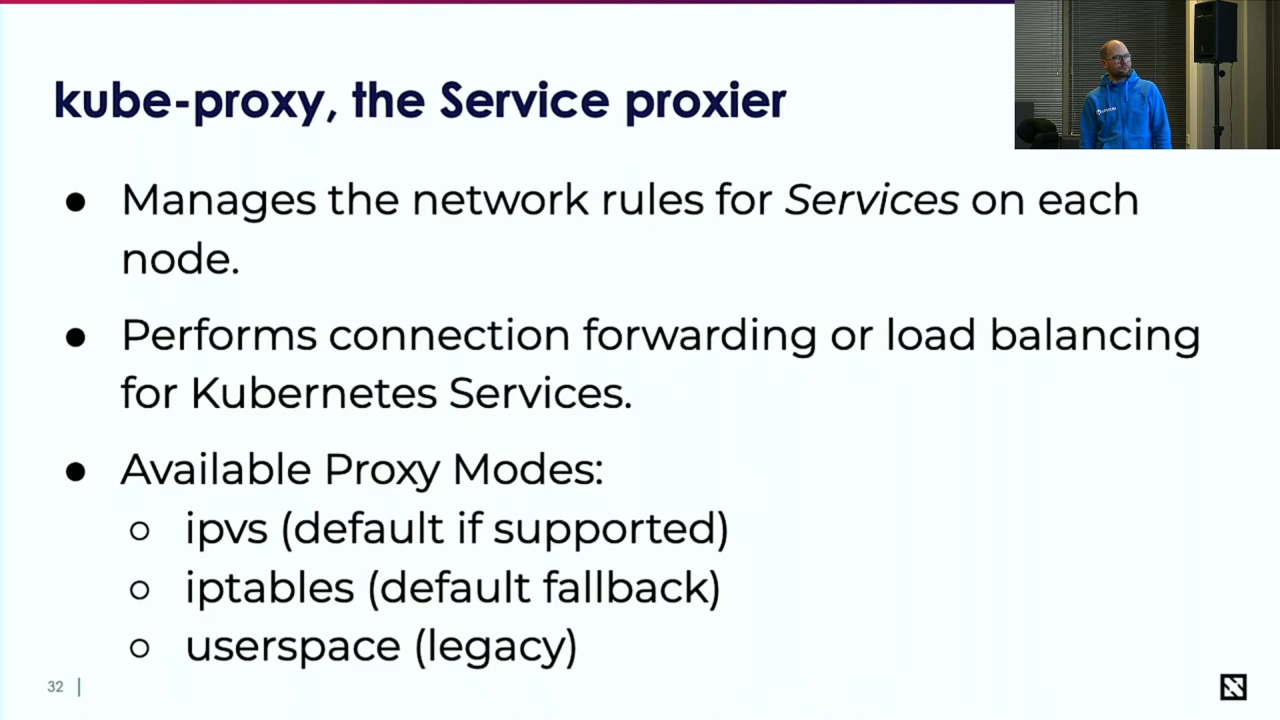 kube-proxy, the Service proxier
● Manages the network rules for Services on each
node.
● Performs connection forwarding or load balancing
for Kubernetes Services.
● Available Proxy Modes:
○ ipvs (default if supported)
○ iptables (default fallback)
○ userspace (legacy)
32 |